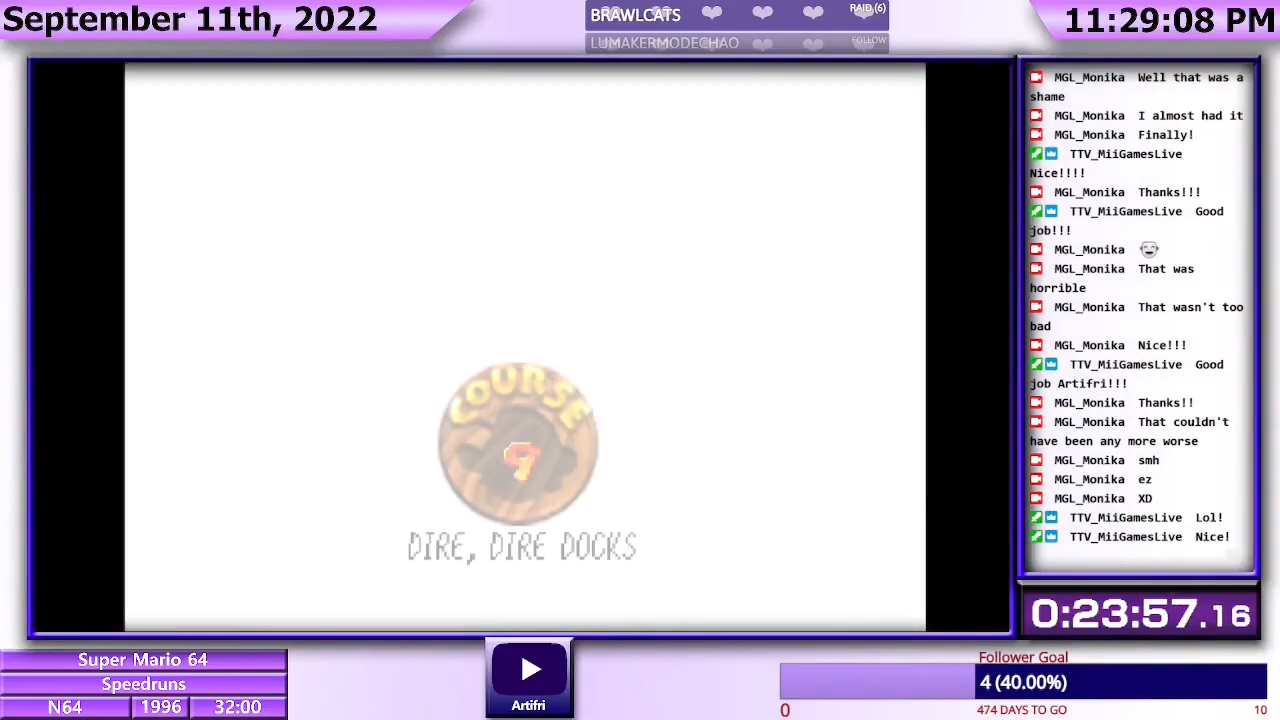 September 11th, 2022
BRAWLCATS
RAID (6)
LUMAKERMODECHAO
FOLLOW
11:29:08 PM
MGL_Monika Well that was a
shame
MGL_Monika I almost had it
MGL_Monika Finally!
TTV_MiiGamesLive
Nice!!!!
MGL_Monika Thanks!!!
TTV_MiiGamesLive Good
job!!!
MGL_Monika
MGL_Monika That was
horrible
MGL_Monika That wasn't too
bad
MGL_Monika Nice!!!
TTV_MiiGamesLive Good
job Artifri!!!
MGL_Monika Thanks!!
MGL_Monika That couldn't
have been any more worse
MGL_Monika smh
MGL_Monika ez
MGL_Monika XD
TTV_MiiGamesLive Lol!
TTV_MiiGamesLive Nice!
COURSE
9
DIRE, DIRE DOCKS
0:23:57.16
Super Mario 64
Speedruns
N64 1996 32:00
Artifri
Follower Goal
4 (40.00%)
0 474 DAYS TO GO 10